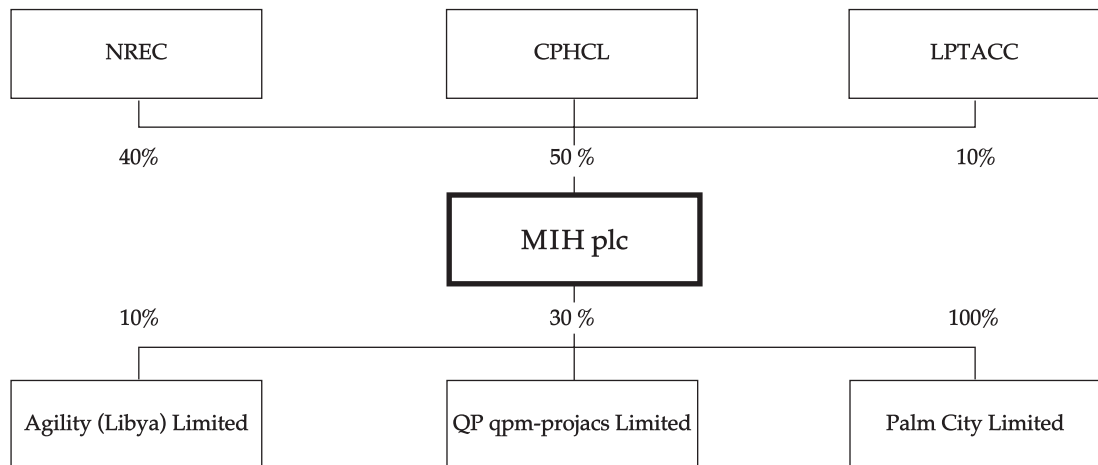 NREC
CPHCL
LPTACC
40%
50 %
10%
MIH plc
10%
30 %
100%
Agility (Libya) Limited
QP qpm-projacs Limited
Palm City Limited